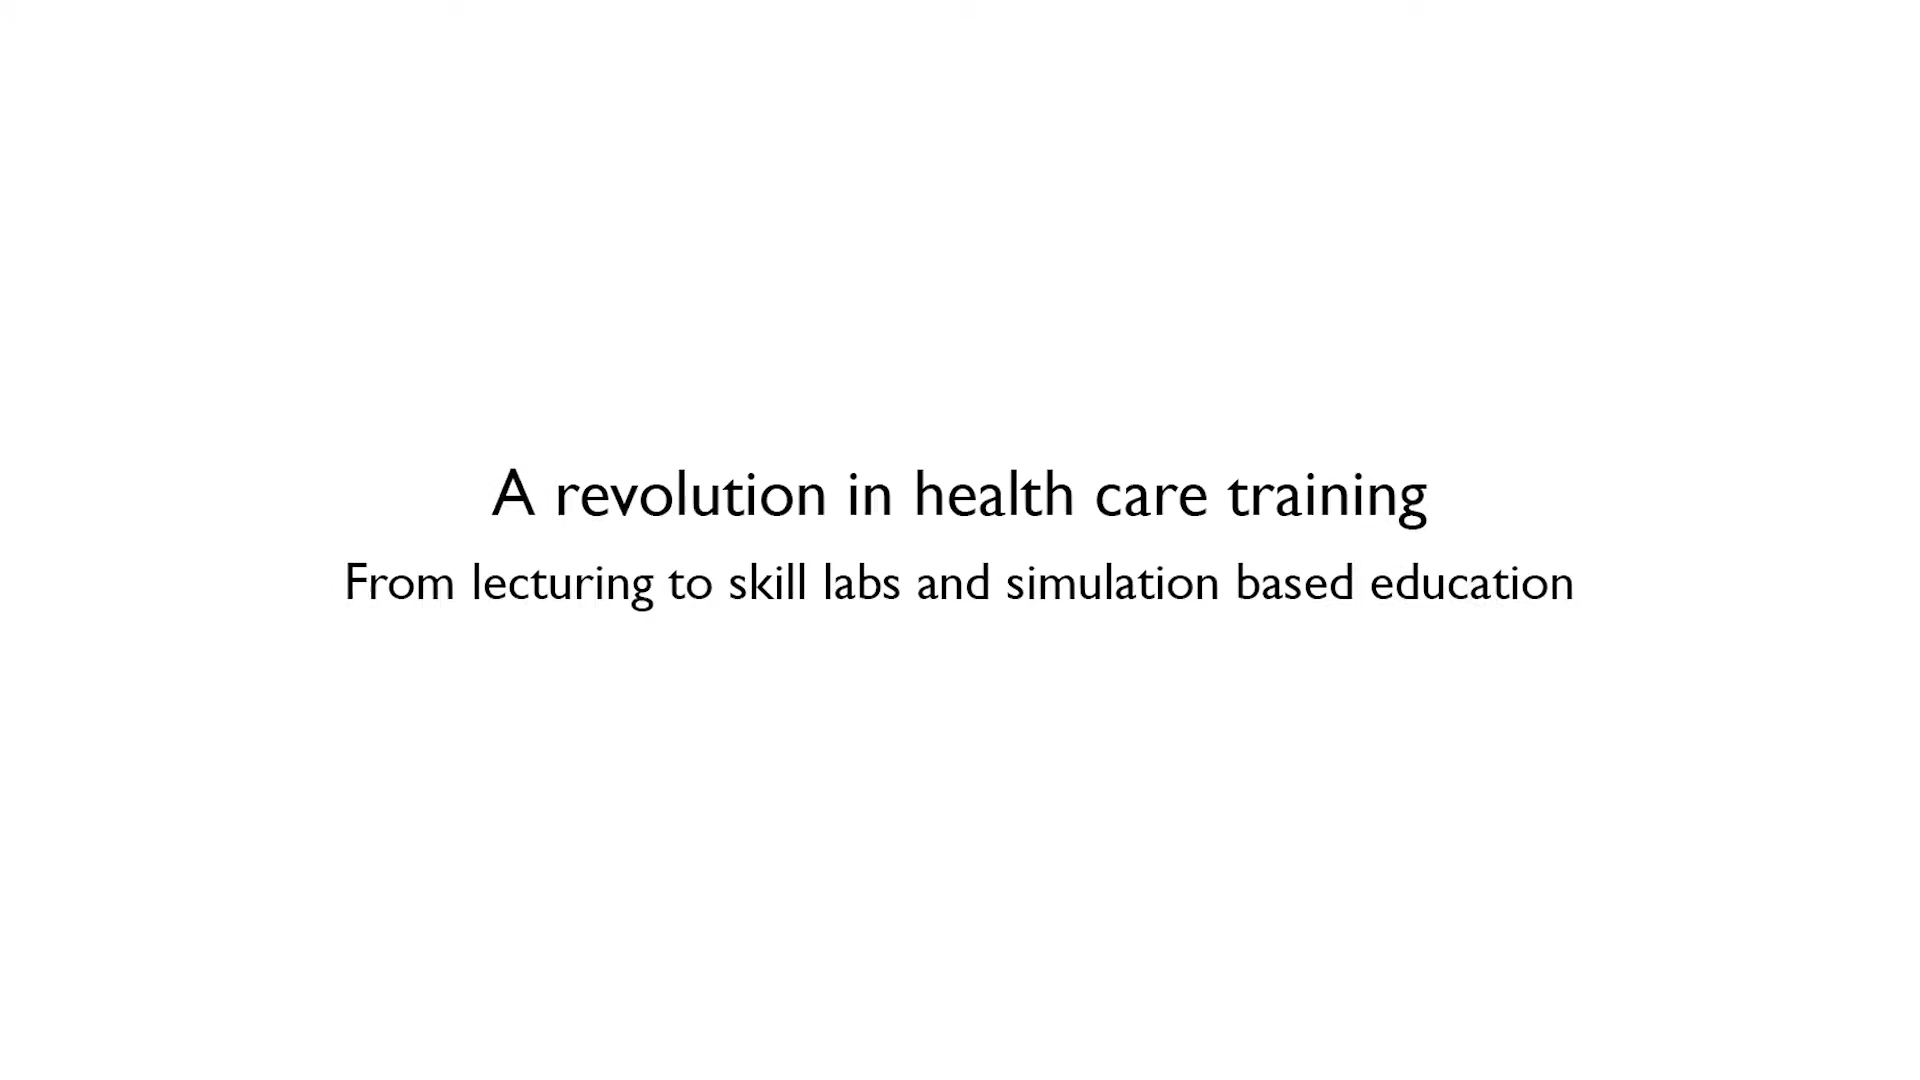 A revolution in health care training
From lecturing to skill labs and simulation based education